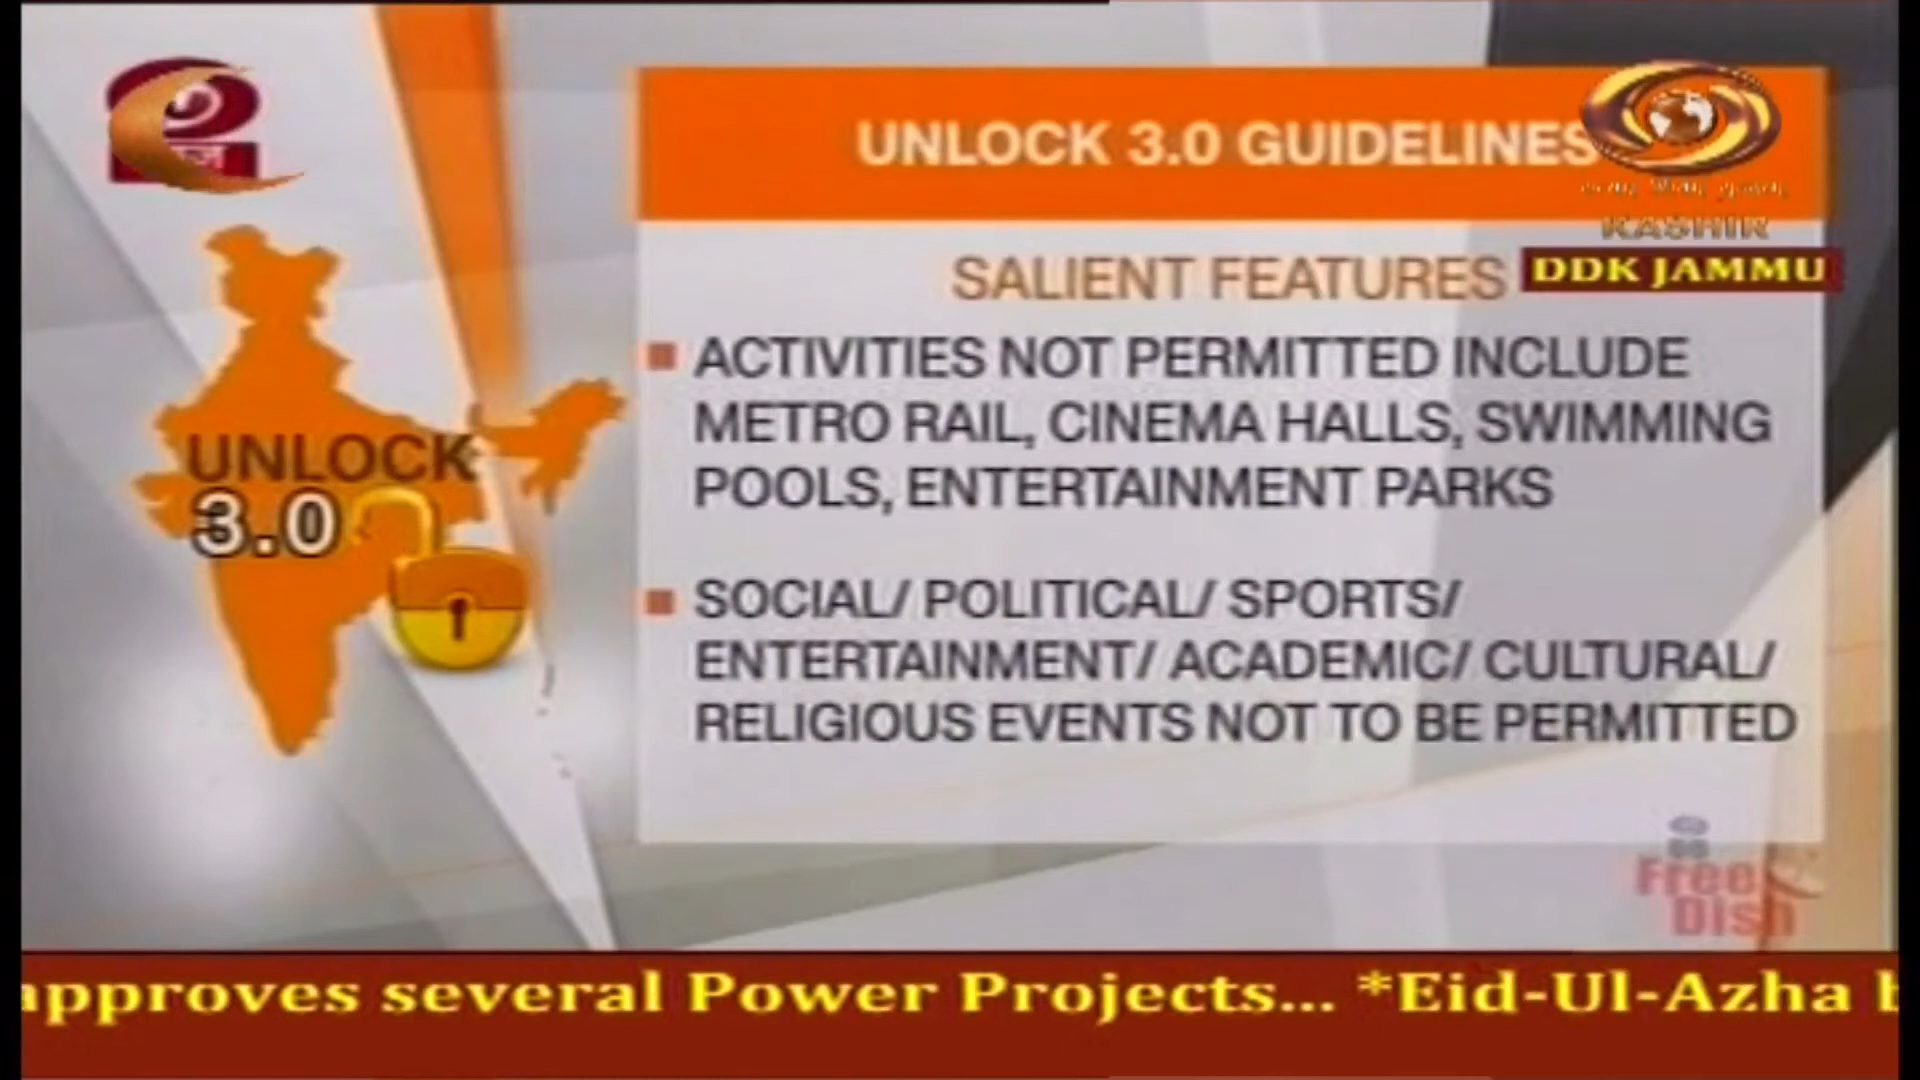 UNLOCK 3.0 GUIDELINES
KASHIR
SALIENT FEATURES
DDK JAMMU
ACTIVITIES NOT PERMITTED INCLUDE
METRO RAIL, CINEMA HALLS, SWIMMING
POOLS, ENTERTAINMENT PARKS
UNLOCK
3.0
SOCIAL/ POLITICAL/ SPORTS/
ENTERTAINMENT/ ACADEMIC/ CULTURAL/
RELIGIOUS EVENTS NOT TO BE PERMITTED
Free
Dish
approves several Power Projects... *Eid-Ul-Azha